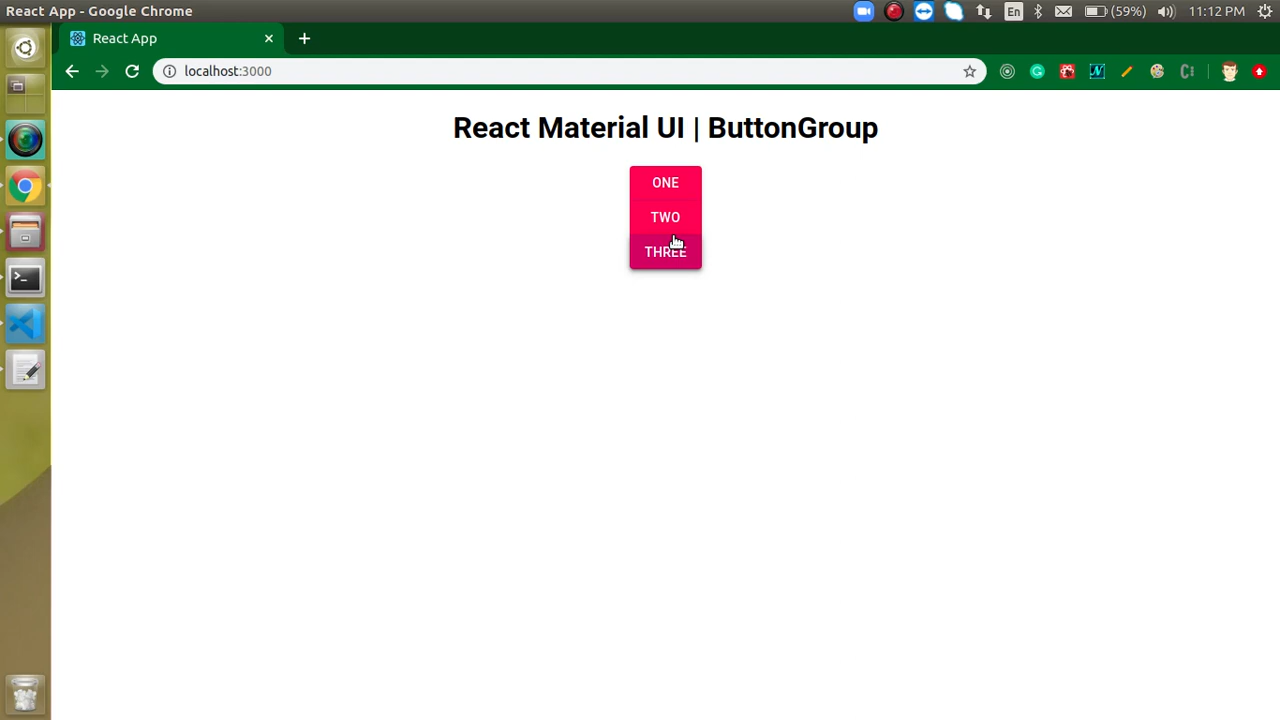 React App - Google Chrome
En
(59%)
11:12 PM
React App
localhost:3000
React Material UI | ButtonGroup
ONE
TWO
THREE